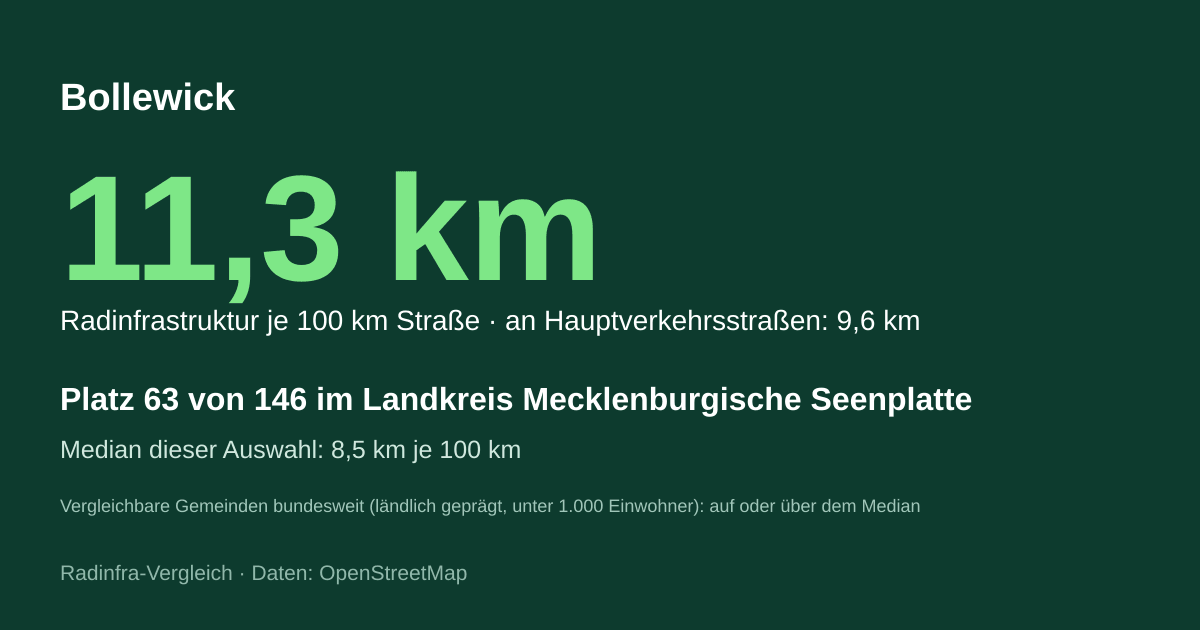 Bollewick
11,3 km
Radinfrastruktur je 100 km Straße · an Hauptverkehrsstraßen: 9,6 km
Platz 63 von 146 im Landkreis Mecklenburgische Seenplatte
Median dieser Auswahl: 8,5 km je 100 km
Vergleichbare Gemeinden bundesweit (ländlich geprägt, unter 1.000 Einwohner): auf oder über dem Median
Radinfra-Vergleich · Daten: OpenStreetMap